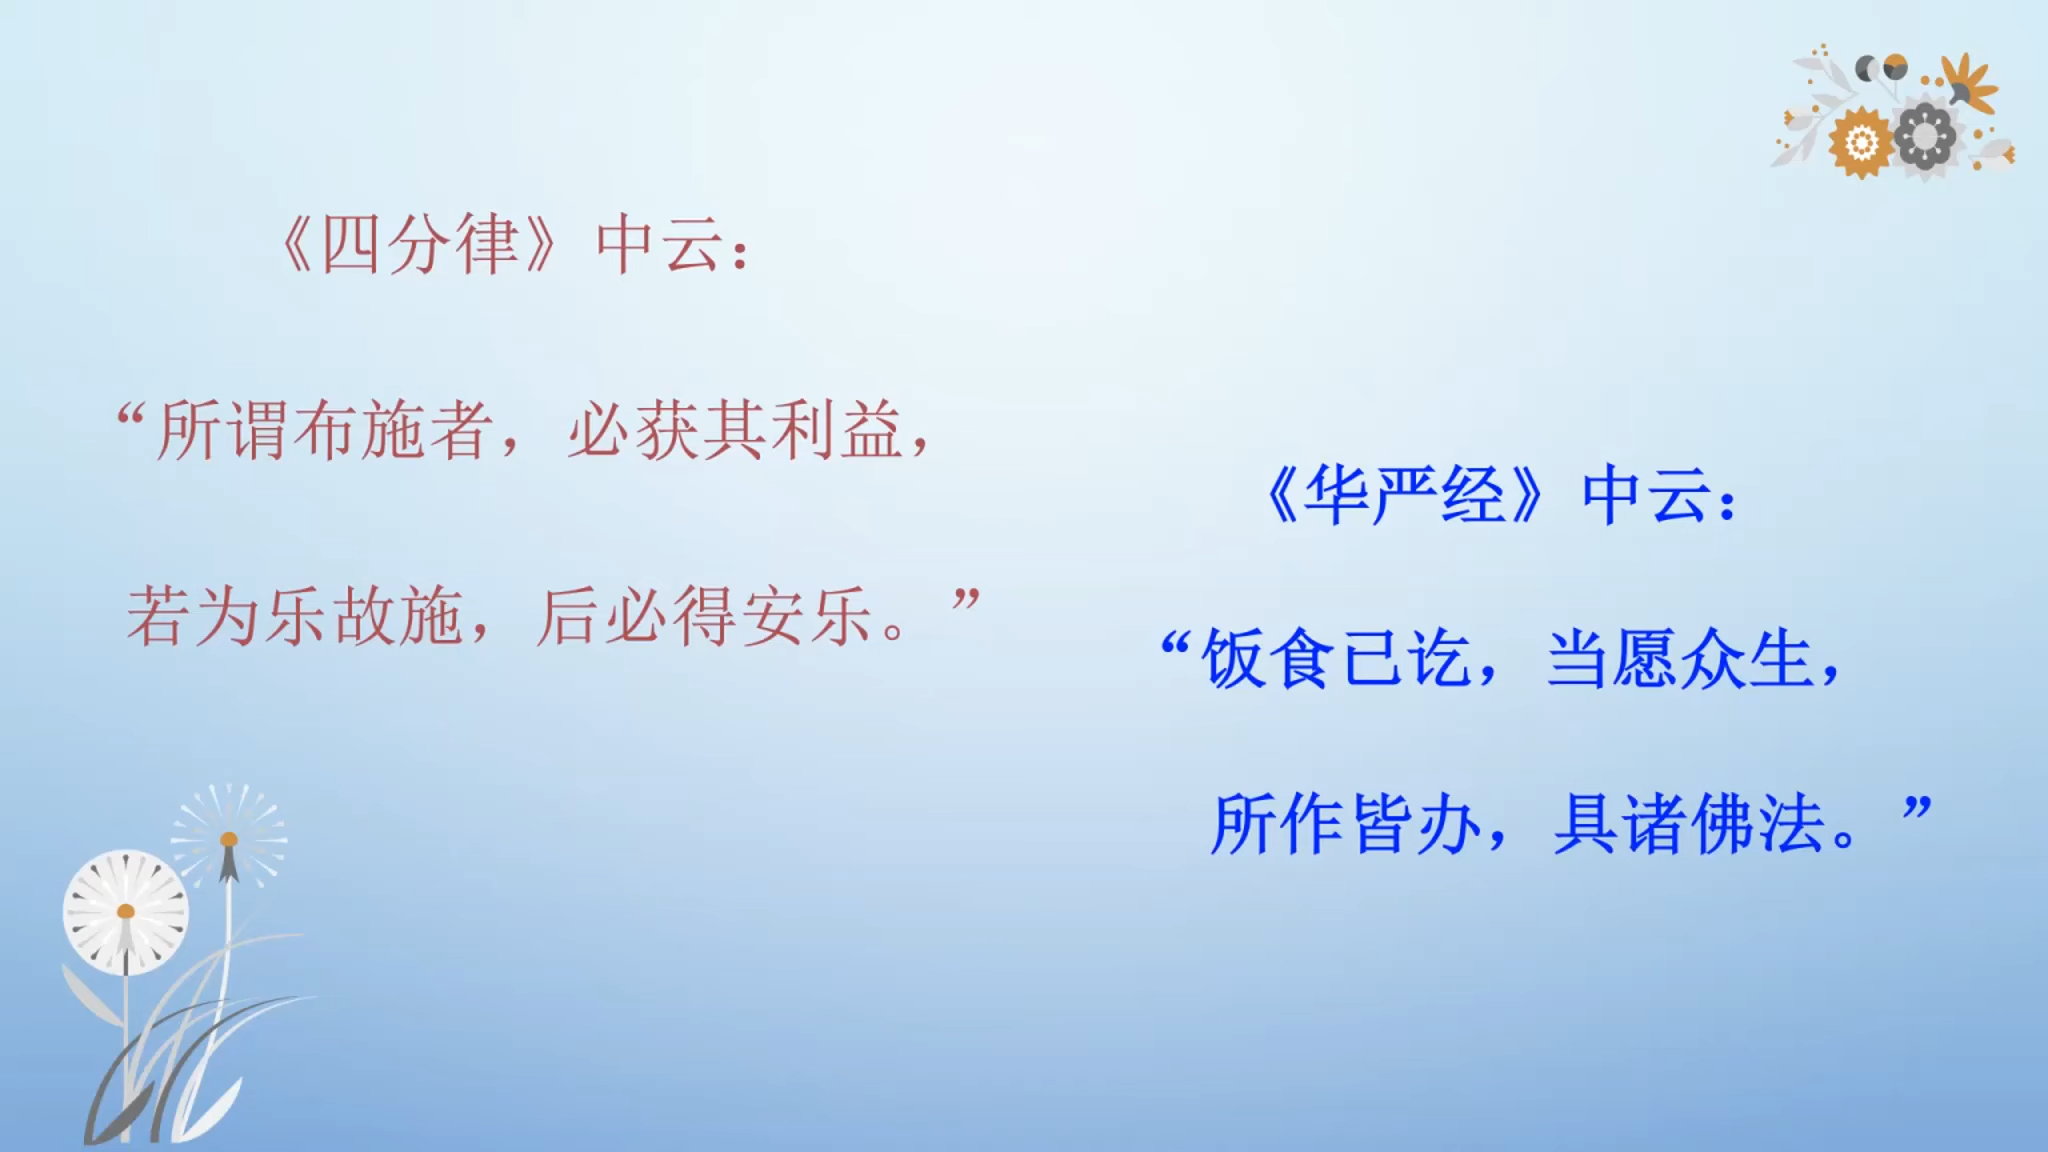 《四分律》中云：
“所谓布施者，必获其利益，
若为乐故施，后必得安乐。”
《华严经》中云：
“饭食已讫，当愿众生，
所作皆办，具诸佛法。”